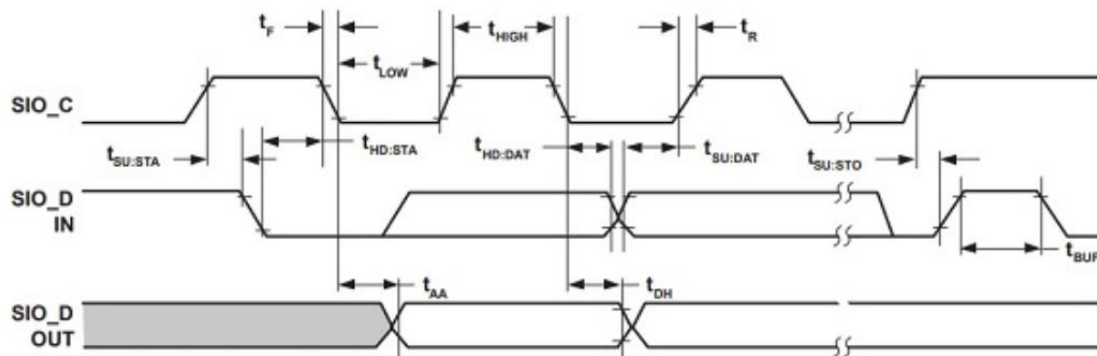 t_F
t_HIGH
t_R
t_LOW
SIO_C
t_SU:STA
t_HD:STA
t_HD:DAT
t_SU:DAT
t_SU:STO
SIO_D
IN
t_BUF
t_AA
t_DH
SIO_D
OUT